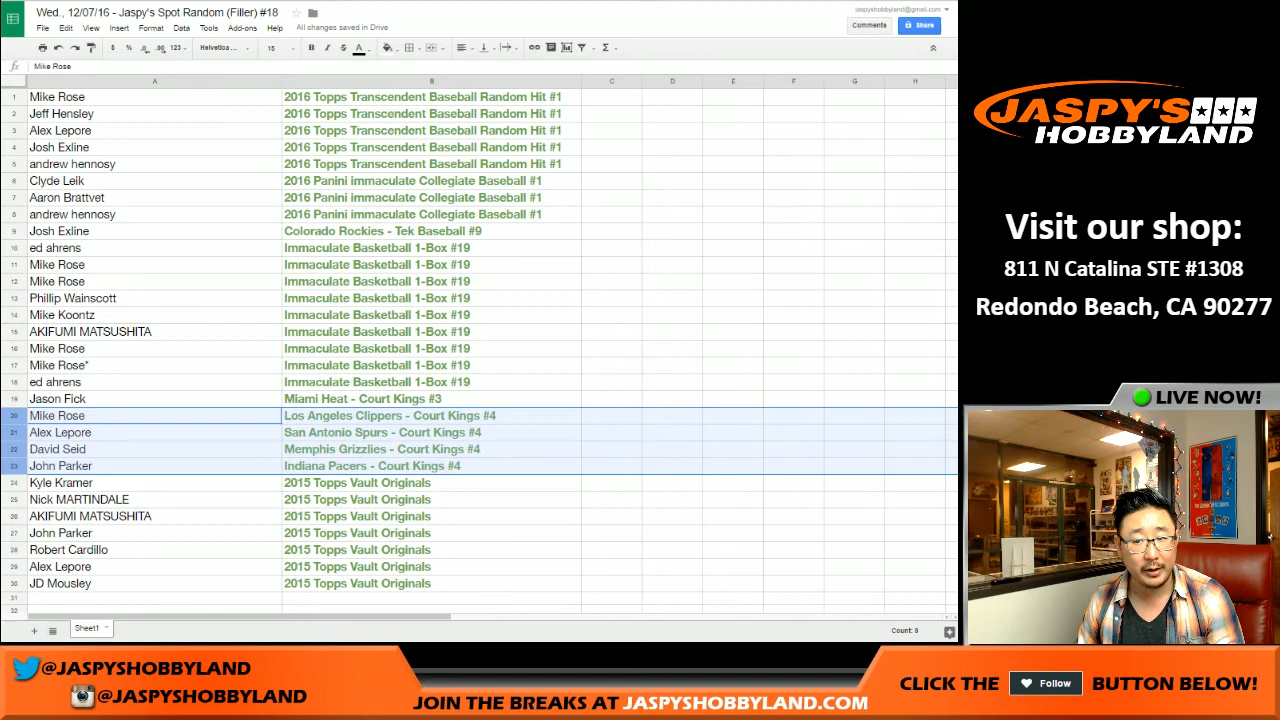 Wed., 12/07/16 - Jaspy's Spot Random (Filler) #18
jaspyshobbyland@gmail.com
File Edit View Insert Format Data Tools Add-ons Help All changes saved in Drive
Comments Share
$ % .0 .00 123 Helvetica... 15 B I S A
fx Mike Rose
A B C D E F G H
1 Mike Rose 2016 Topps Transcendent Baseball Random Hit #1
2 Jeff Hensley 2016 Topps Transcendent Baseball Random Hit #1
3 Alex Lepore 2016 Topps Transcendent Baseball Random Hit #1
4 Josh Exline 2016 Topps Transcendent Baseball Random Hit #1
5 andrew hennosy 2016 Topps Transcendent Baseball Random Hit #1
6 Clyde Leik 2016 Panini immaculate Collegiate Baseball #1
7 Aaron Brattvet 2016 Panini immaculate Collegiate Baseball #1
8 andrew hennosy 2016 Panini immaculate Collegiate Baseball #1
9 Josh Exline Colorado Rockies - Tek Baseball #9
10 ed ahrens Immaculate Basketball 1-Box #19
11 Mike Rose Immaculate Basketball 1-Box #19
12 Mike Rose Immaculate Basketball 1-Box #19
13 Phillip Wainscott Immaculate Basketball 1-Box #19
14 Mike Koontz Immaculate Basketball 1-Box #19
15 AKIFUMI MATSUSHITA Immaculate Basketball 1-Box #19
16 Mike Rose Immaculate Basketball 1-Box #19
17 Mike Rose* Immaculate Basketball 1-Box #19
18 ed ahrens Immaculate Basketball 1-Box #19
19 Jason Fick Miami Heat - Court Kings #3
20 Mike Rose Los Angeles Clippers - Court Kings #4
21 Alex Lepore San Antonio Spurs - Court Kings #4
22 David Seid Memphis Grizzlies - Court Kings #4
23 John Parker Indiana Pacers - Court Kings #4
24 Kyle Kramer 2015 Topps Vault Originals
25 Nick MARTINDALE 2015 Topps Vault Originals
26 AKIFUMI MATSUSHITA 2015 Topps Vault Originals
27 John Parker 2015 Topps Vault Originals
28 Robert Cardillo 2015 Topps Vault Originals
29 Alex Lepore 2015 Topps Vault Originals
30 JD Mousley 2015 Topps Vault Originals
31
32
Sheet1
Count: 8
JASPY'S
HOBBYLAND
Visit our shop:
811 N Catalina STE #1308
Redondo Beach, CA 90277
LIVE NOW!
@JASPYSHOBBYLAND
@JASPYSHOBBYLAND
JOIN THE BREAKS AT JASPYSHOBBYLAND.COM
CLICK THE Follow BUTTON BELOW!